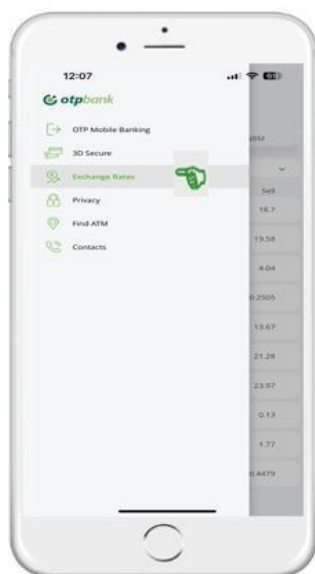 12:07
otpbank
OTP Mobile Banking
3D Secure
Exchange Rates
Privacy
Find ATM
Contacts
Sell
18.7
19.58
4.04
0.2505
13.67
21.28
23.97
0.13
1.77
0.4479